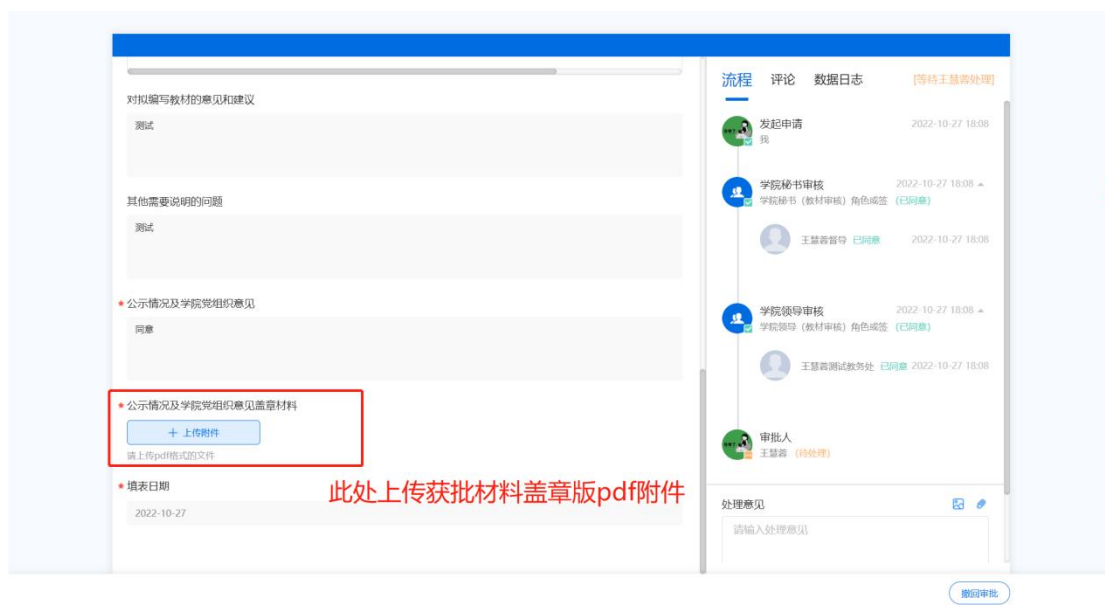 对拟编写教材的意见和建议
测试
其他需要说明的问题
测试
* 公示情况及学院党组织意见
同意
* 公示情况及学院党组织意见盖章材料
+ 上传附件
请上传pdf格式的文件
* 填表日期
2022-10-27
此处上传获批材料盖章版pdf附件
流程 评论 数据日志 [等待王慧蓉处理]
发起申请 2022-10-27 18:08
我
学院秘书审核 2022-10-27 18:08
学院秘书（教材审核）角色或签 (已同意)
王慧蓉督导 已同意 2022-10-27 18:08
学院领导审核 2022-10-27 18:08
学院领导（教材审核）角色或签 (已同意)
王慧蓉测试教务处 已同意 2022-10-27 18:08
审批人
王慧蓉 (待处理)
处理意见
请输入处理意见
撤回审批